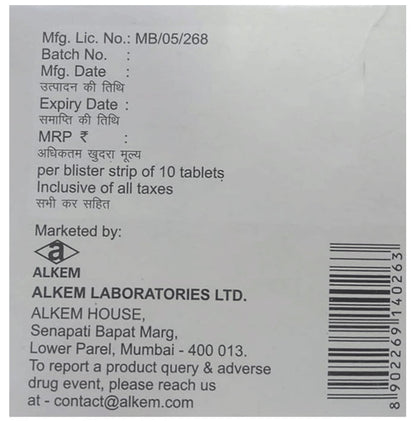 Mfg. Lic. No.: MB/05/268
Batch No. :
Mfg. Date :
उत्पादन की तिथि
Expiry Date :
समाप्ति की तिथि
MRP ₹ :
अधिकतम खुदरा मूल्य
per blister strip of 10 tablets
Inclusive of all taxes
सभी कर सहित
Marketed by:
a
ALKEM
ALKEM LABORATORIES LTD.
ALKEM HOUSE,
Senapati Bapat Marg,
Lower Parel, Mumbai - 400 013.
To report a product query & adverse
drug event, please reach us
at - contact@alkem.com
8 902269 140263